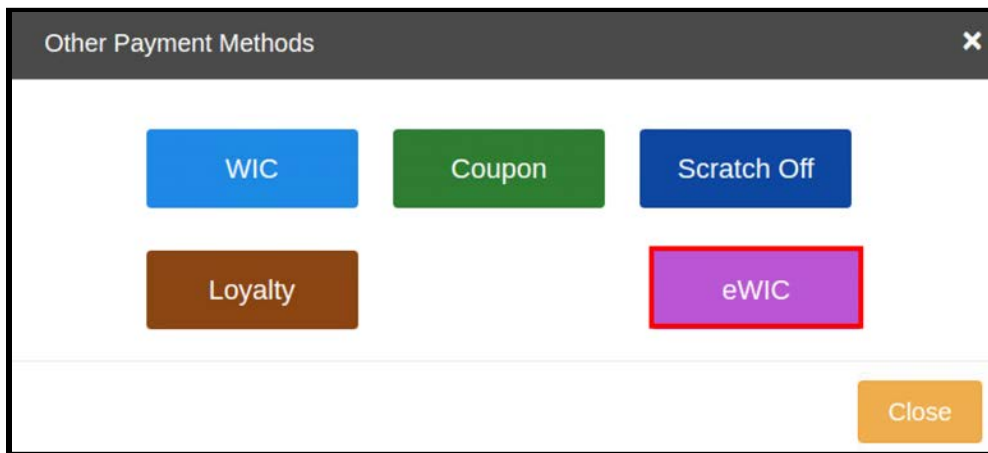 Other Payment Methods ×
WIC Coupon Scratch Off
Loyalty eWIC
Close